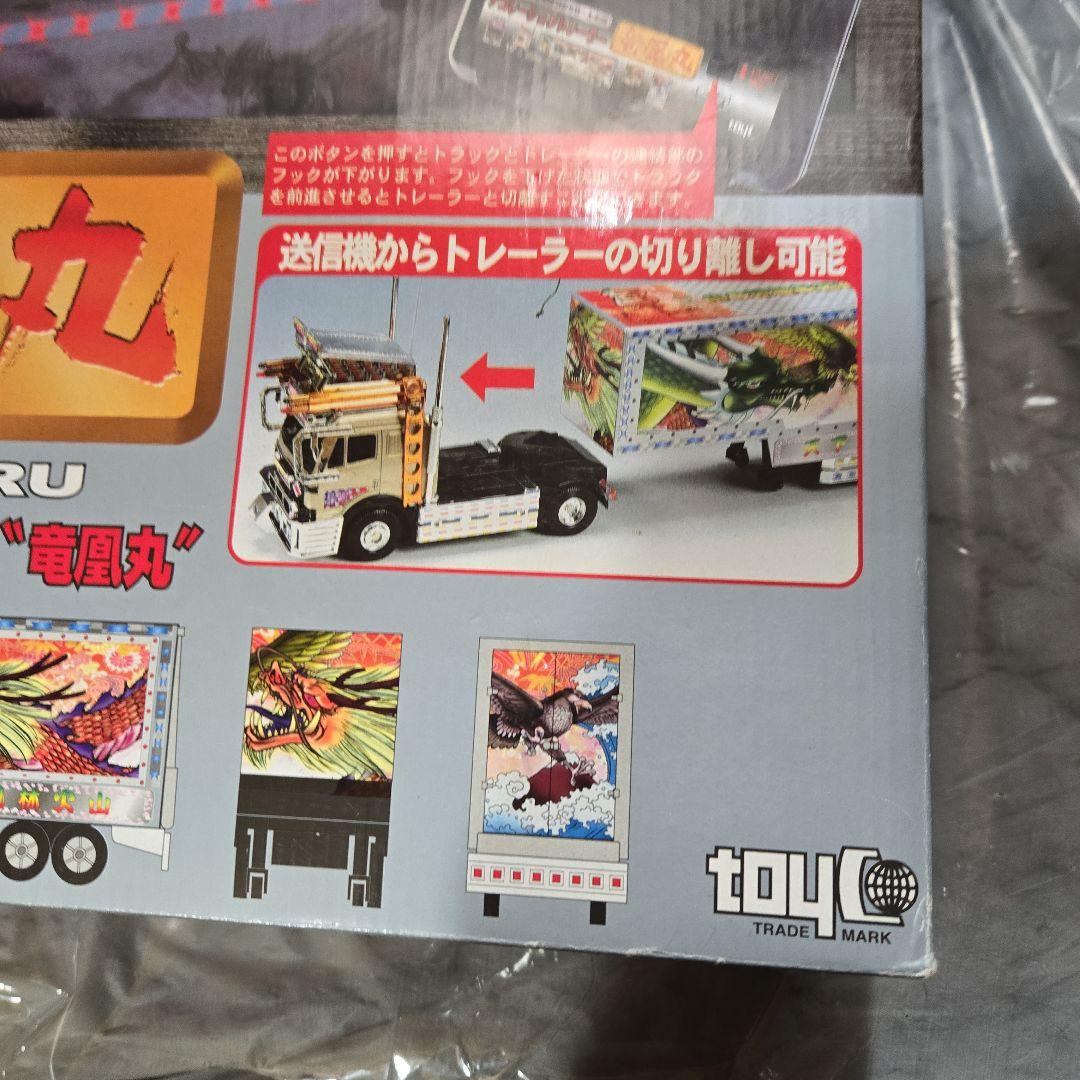 このボタンを押すとトラックとトレーラーの連結部の
フックが下がります。フックを下げた状態でトラック
を前進させるとトレーラーと切離す
送信機からトレーラーの切り離し可能
丸
RU
"竜凰丸"
林火山
toyCo
TRADE MARK